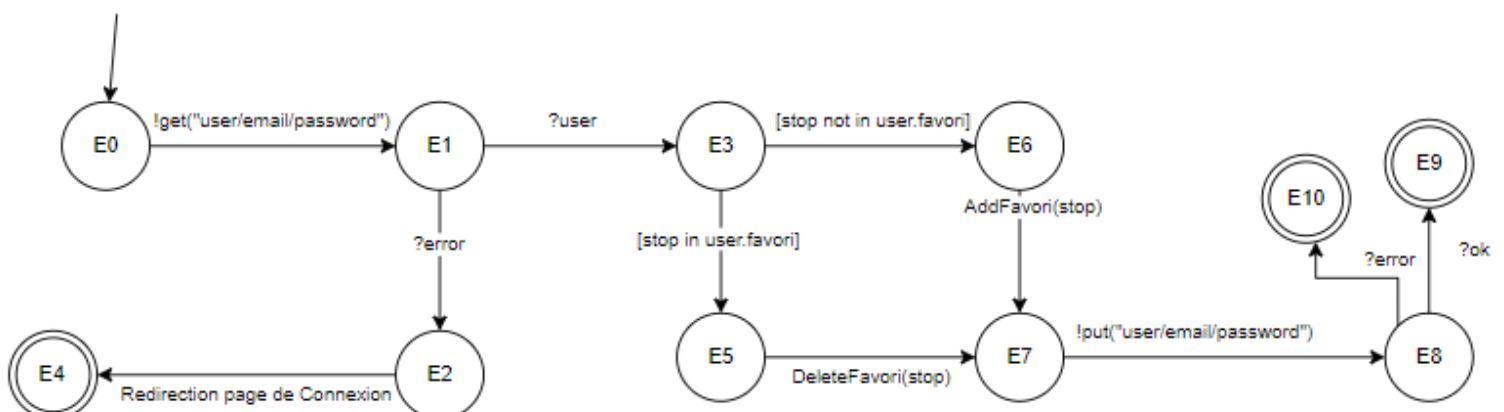 E0
!get("user/email/password")
E1
?user
E3
[stop not in user.favori]
E6
E10
E9
AddFavori(stop)
?error
[stop in user.favori]
?error
?ok
E4
Redirection page de Connexion
E2
E5
DeleteFavori(stop)
E7
!put("user/email/password")
E8